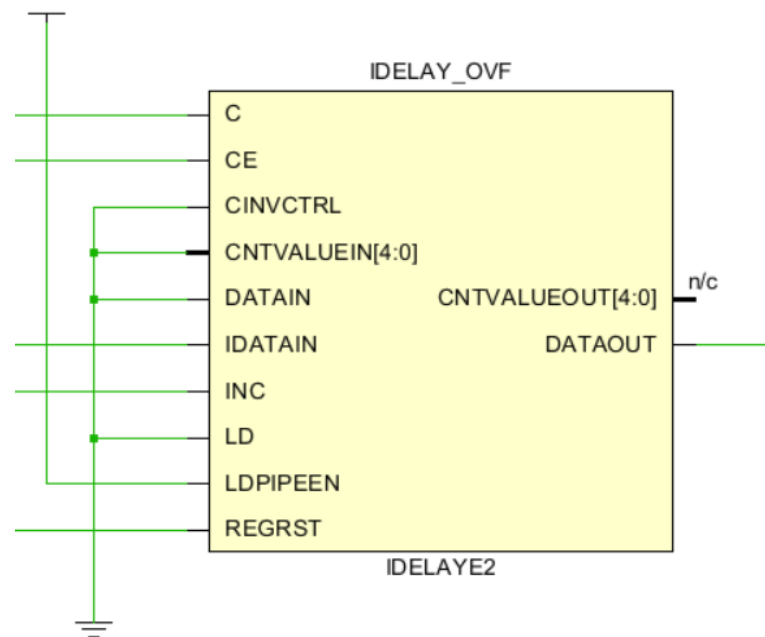 IDELAY_OVF
C
CE
CINVCTRL
CNTVALUEIN[4:0]
DATAIN
CNTVALUEOUT[4:0]
n/c
IDATAIN
DATAOUT
INC
LD
LDPIPEEN
REGRST
IDELAYE2